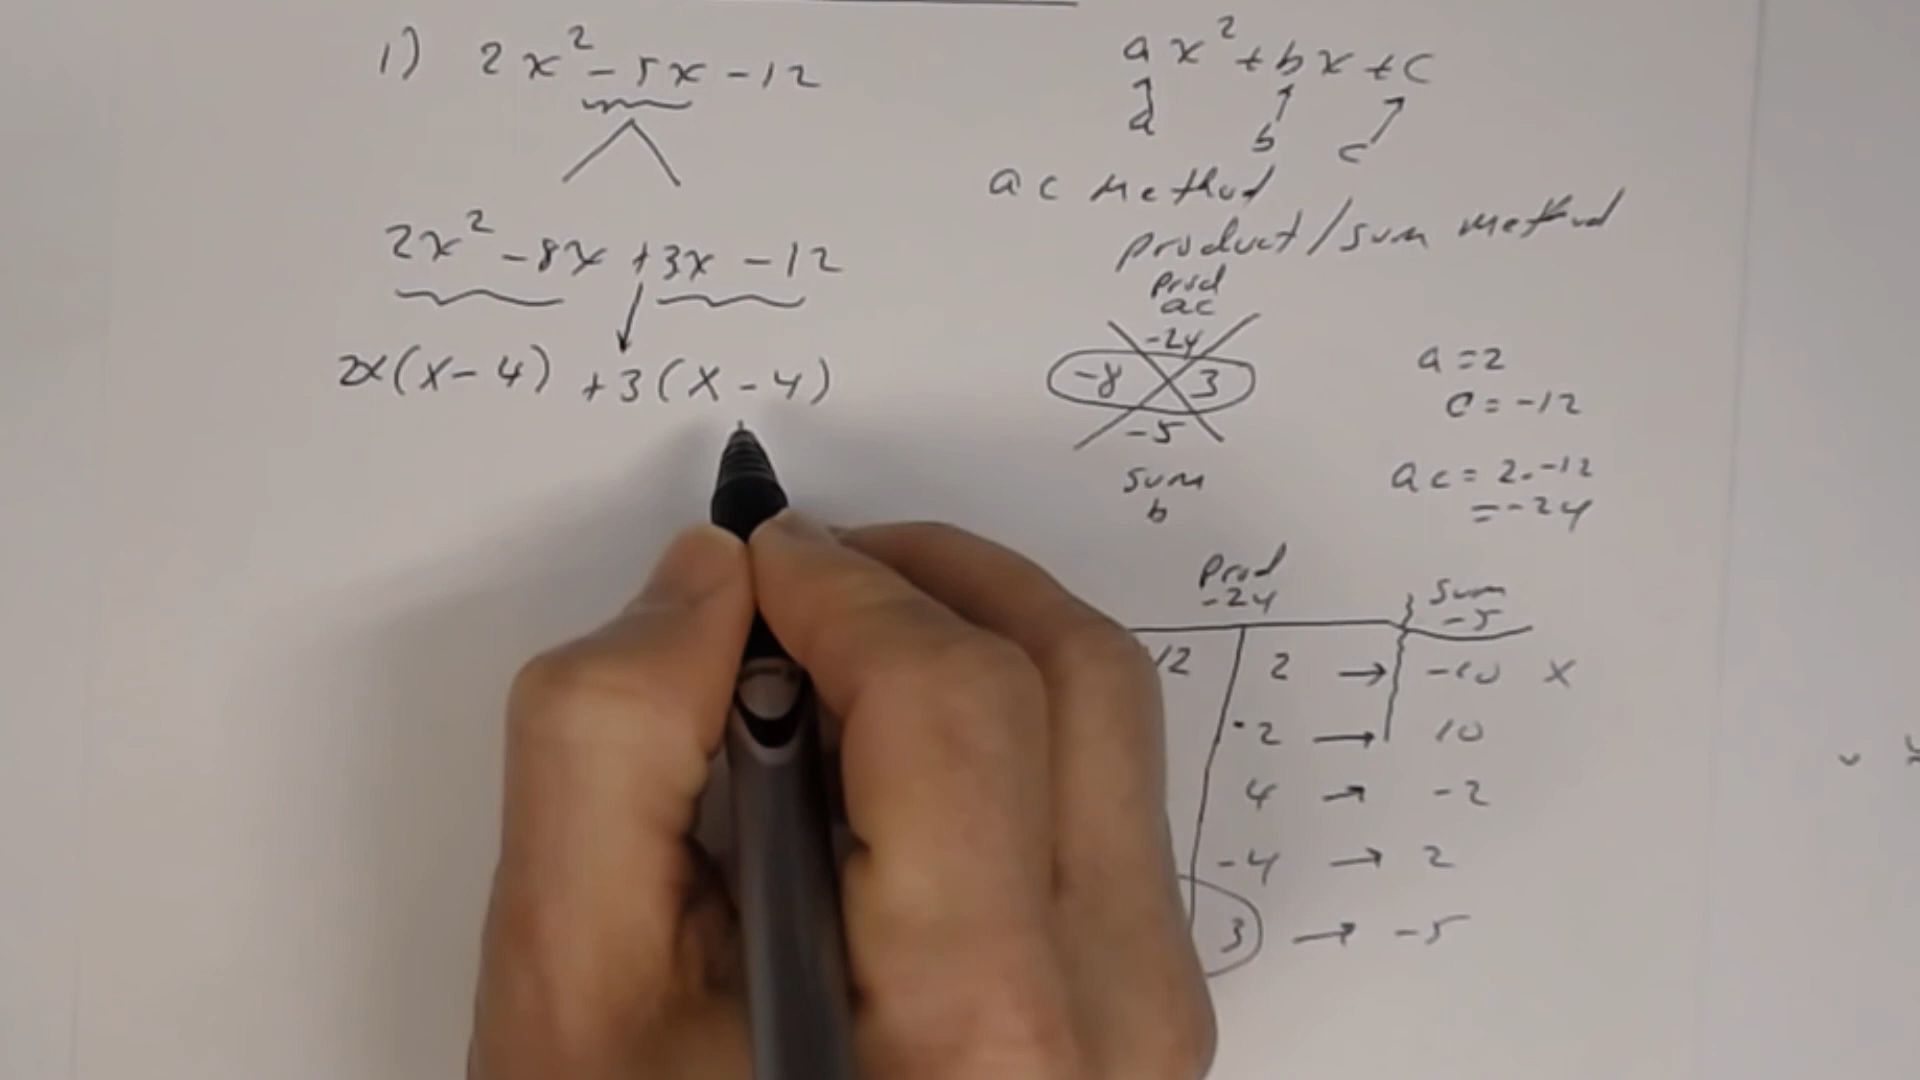 1) 2x² - 5x - 12
2x² - 8x + 3x - 12
2x(x - 4) + 3(x - 4)
ax² + bx + c
a b c
ac Method
product/sum method
Prod
ac
-24
-8 3
-5
sum
b
a = 2
c = -12
ac = 2 · -12
= -24
Prod Sum
-24 -5
12 2 → -10 x
-2 → 10
4 → -2
-4 → 2
3 → -5